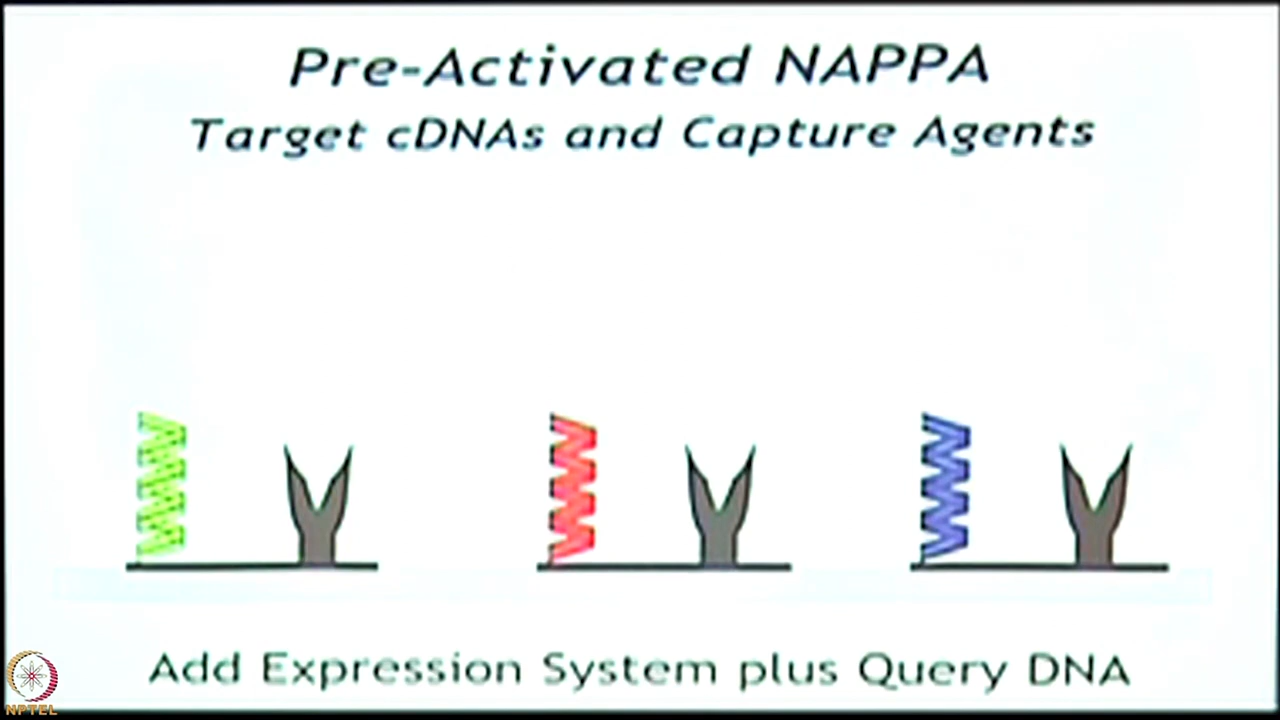 Pre-Activated NAPPA
Target cDNAs and Capture Agents
Add Expression System plus Query DNA
NPTEL